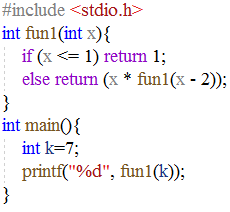 #include <stdio.h>
int fun1(int x){
if (x <= 1) return 1;
else return (x * fun1(x - 2));
}
int main(){
int k=7;
printf("%d", fun1(k));
}